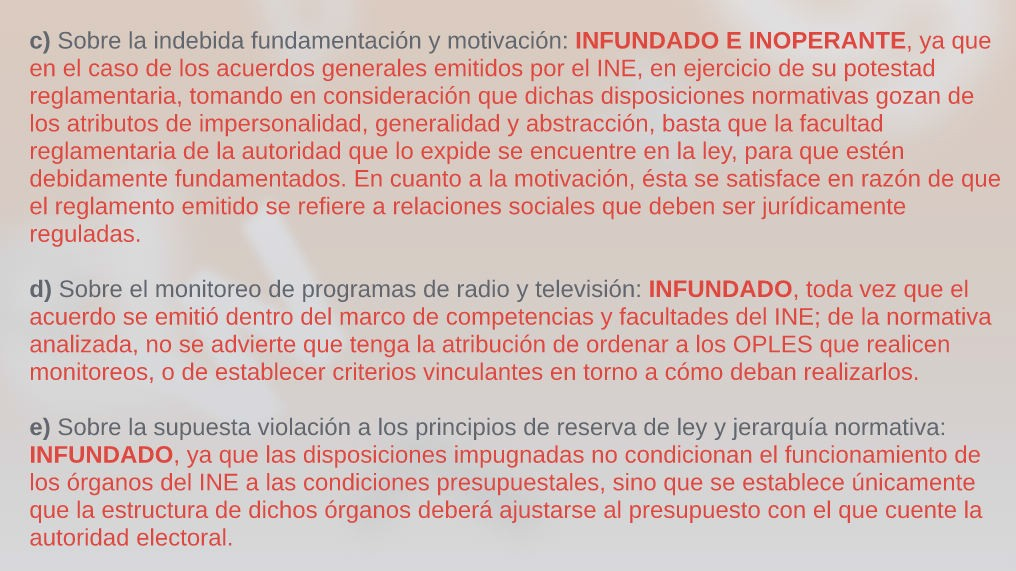 c) Sobre la indebida fundamentación y motivación: INFUNDADO E INOPERANTE, ya que
en el caso de los acuerdos generales emitidos por el INE, en ejercicio de su potestad
reglamentaria, tomando en consideración que dichas disposiciones normativas gozan de
los atributos de impersonalidad, generalidad y abstracción, basta que la facultad
reglamentaria de la autoridad que lo expide se encuentre en la ley, para que estén
debidamente fundamentados. En cuanto a la motivación, ésta se satisface en razón de que
el reglamento emitido se refiere a relaciones sociales que deben ser jurídicamente
reguladas.
d) Sobre el monitoreo de programas de radio y televisión: INFUNDADO, toda vez que el
acuerdo se emitió dentro del marco de competencias y facultades del INE; de la normativa
analizada, no se advierte que tenga la atribución de ordenar a los OPLES que realicen
monitoreos, o de establecer criterios vinculantes en torno a cómo deban realizarlos.
e) Sobre la supuesta violación a los principios de reserva de ley y jerarquía normativa:
INFUNDADO, ya que las disposiciones impugnadas no condicionan el funcionamiento de
los órganos del INE a las condiciones presupuestales, sino que se establece únicamente
que la estructura de dichos órganos deberá ajustarse al presupuesto con el que cuente la
autoridad electoral.